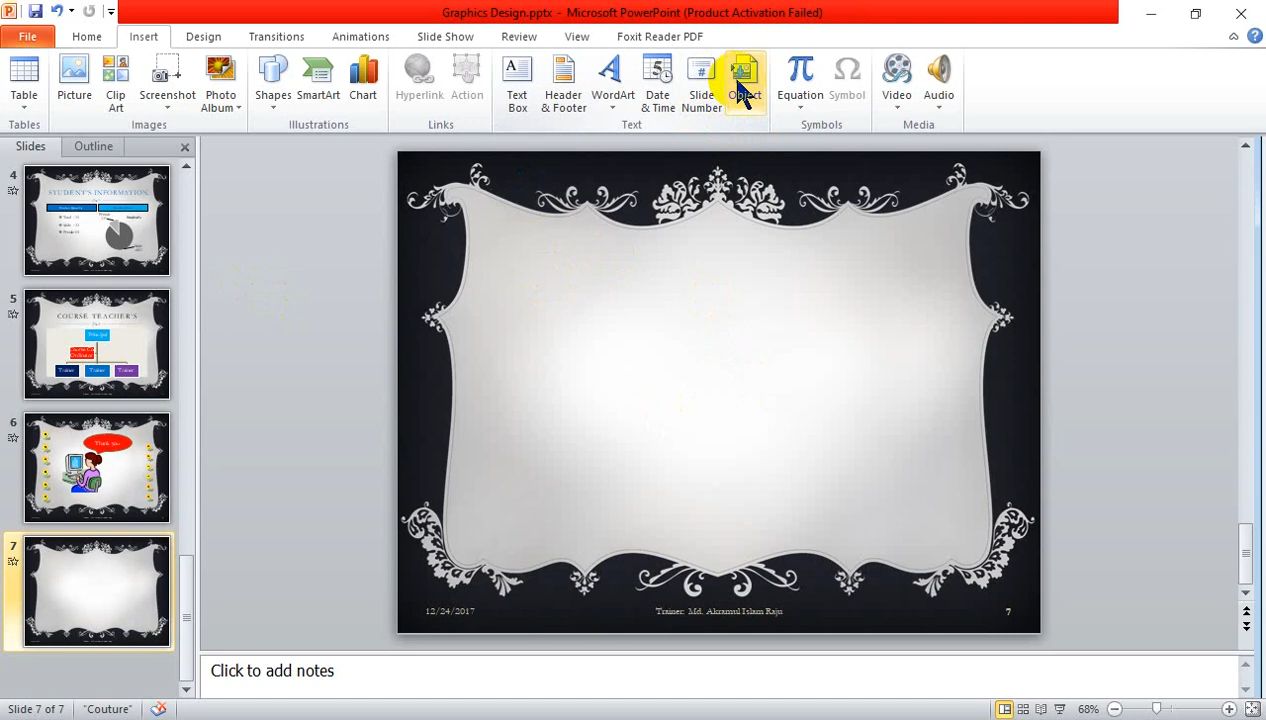 Graphics Design.pptx - Microsoft PowerPoint (Product Activation Failed)
File Home Insert Design Transitions Animations Slide Show Review View Foxit Reader PDF
Table
Picture
Clip
Art
Screenshot
Photo
Album
Shapes
SmartArt
Chart
Hyperlink
Action
Text
Box
Header
& Footer
WordArt
Date
& Time
Slide
Number
Object
Equation
Symbol
Video
Audio
Tables Images Illustrations Links Text Symbols Media
Slides Outline
4
STUDENT'S INFORMATION
5
COURSE TEACHER'S
Principal
Trainer Trainer Trainer
6
Thank You
7
12/24/2017 Trainer: Md. Akramul Islam Raju 7
Click to add notes
Slide 7 of 7 "Couture" 68%